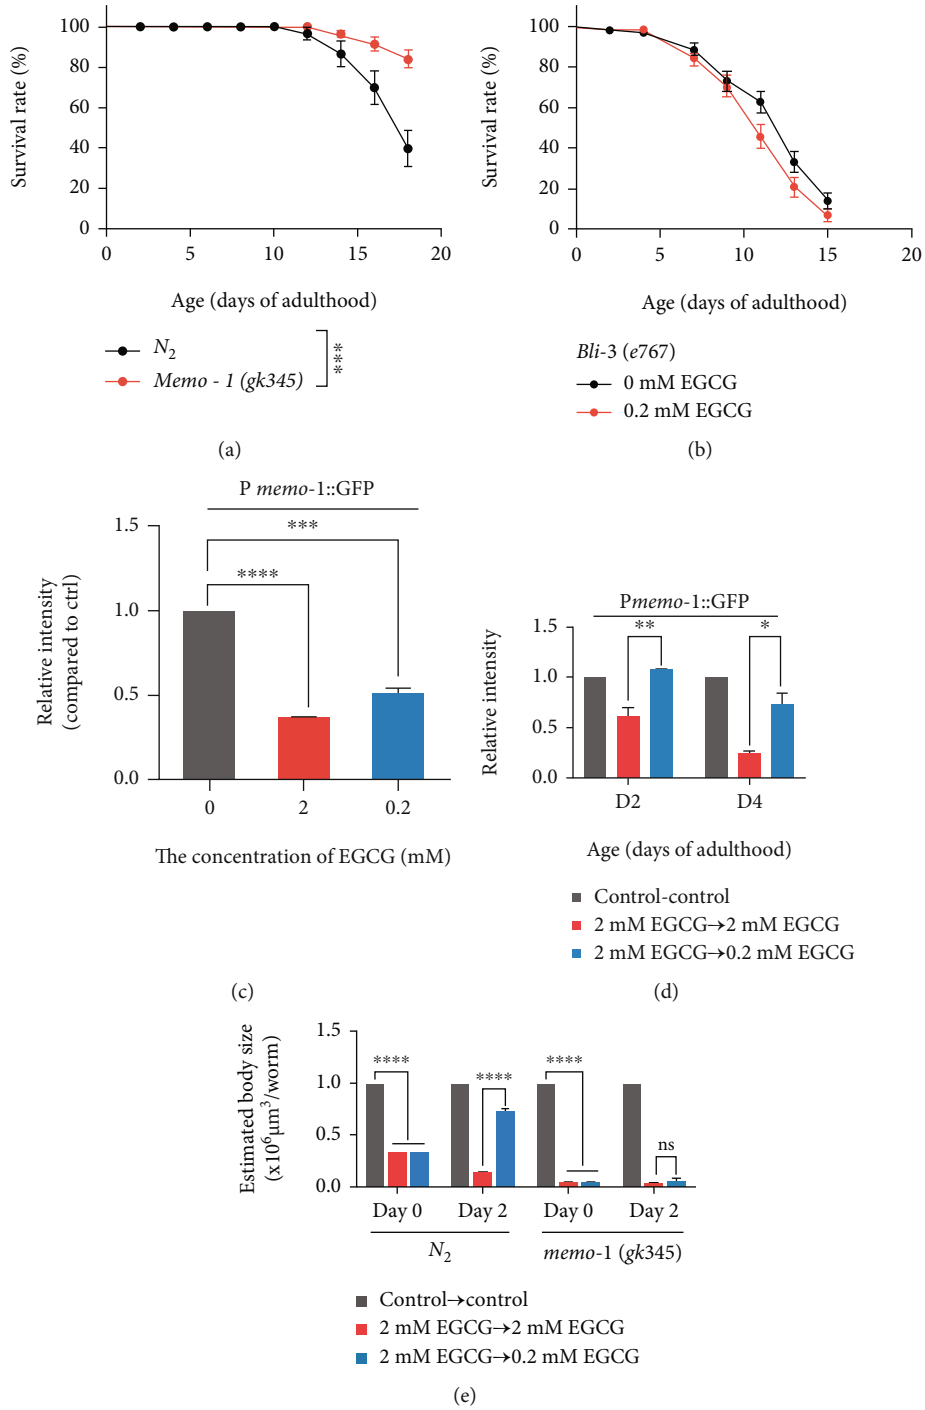 Survival rate (%)
100
80
60
40
20
0
0 5 10 15 20
Age (days of adulthood)
N2
Memo - 1 (gk345)
***
(a)
Survival rate (%)
100
80
60
40
20
0
0 5 10 15 20
Age (days of adulthood)
Bli-3 (e767)
0 mM EGCG
0.2 mM EGCG
(b)
P memo-1::GFP
Relative intensity
(compared to ctrl)
1.5
1.0
0.5
0.0
***
****
0 2 0.2
The concentration of EGCG (mM)
(c)
Pmemo-1::GFP
Relative intensity
1.5
1.0
0.5
0.0
** *
D2 D4
Age (days of adulthood)
Control-control
2 mM EGCG→2 mM EGCG
2 mM EGCG→0.2 mM EGCG
(d)
Estimated body size
(x10⁶μm³/worm)
1.5
1.0
0.5
0.0
**** **** **** ns
Day 0 Day 2 Day 0 Day 2
N2 memo-1 (gk345)
Control→control
2 mM EGCG→2 mM EGCG
2 mM EGCG→0.2 mM EGCG
(e)